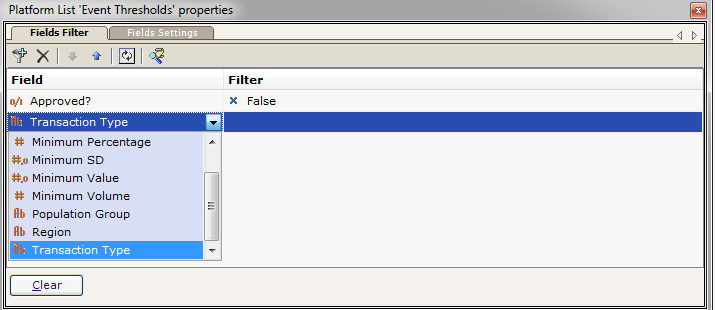 Platform List 'Event Thresholds' properties
Fields Filter
Fields Settings
Field
Filter
Approved?
False
Transaction Type
Minimum Percentage
Minimum SD
Minimum Value
Minimum Volume
Population Group
Region
Transaction Type
Clear